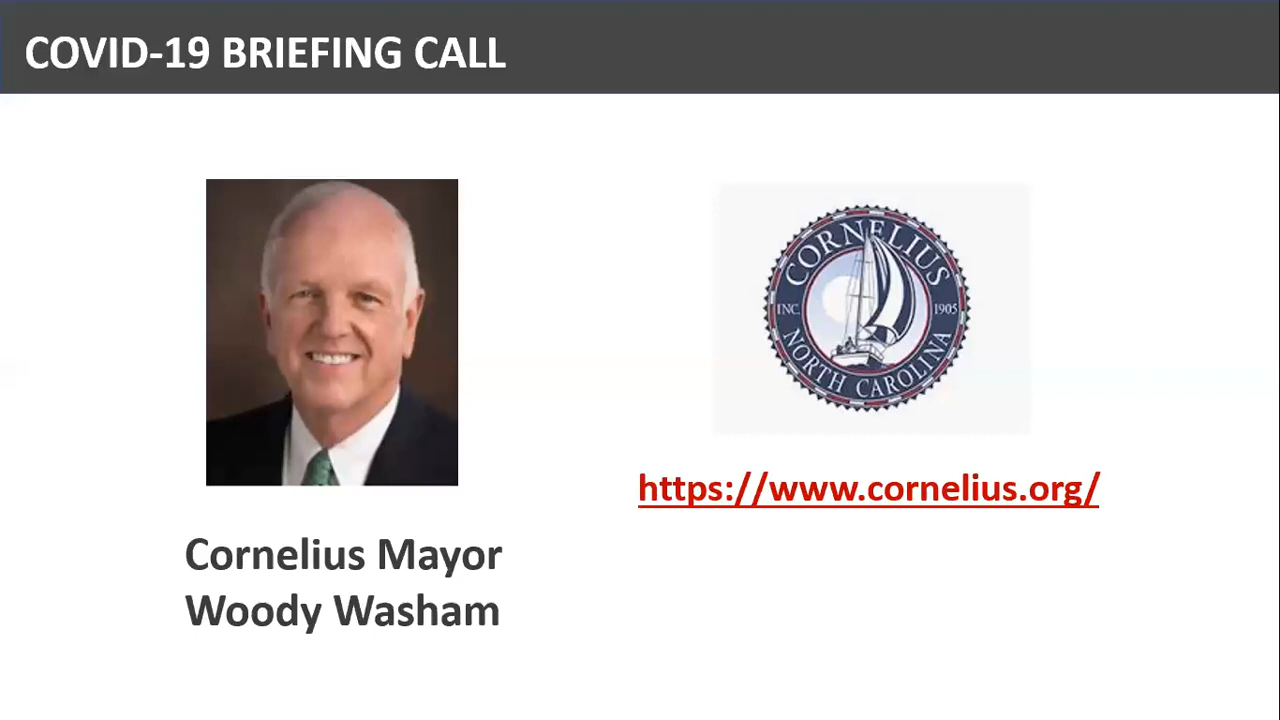 COVID-19 BRIEFING CALL
CORNELIUS
INC. 1905
NORTH CAROLINA
https://www.cornelius.org/
Cornelius Mayor
Woody Washam